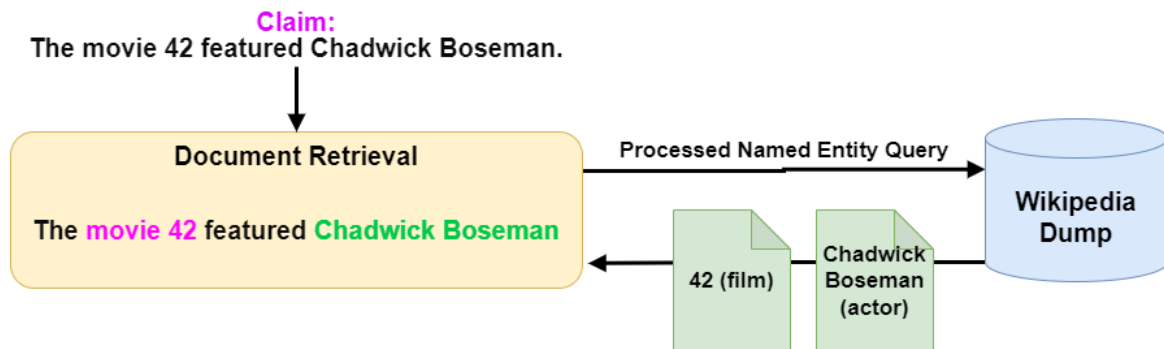 Claim:
The movie 42 featured Chadwick Boseman.
Document Retrieval
The movie 42 featured Chadwick Boseman
Processed Named Entity Query
Wikipedia
Dump
42 (film)
Chadwick
Boseman
(actor)